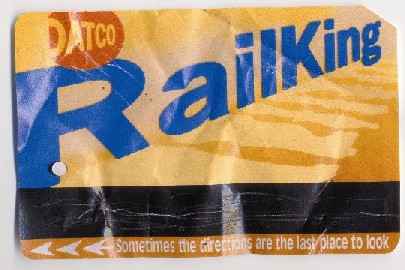 DATCO
RailKing
Sometimes the directions are the last place to look